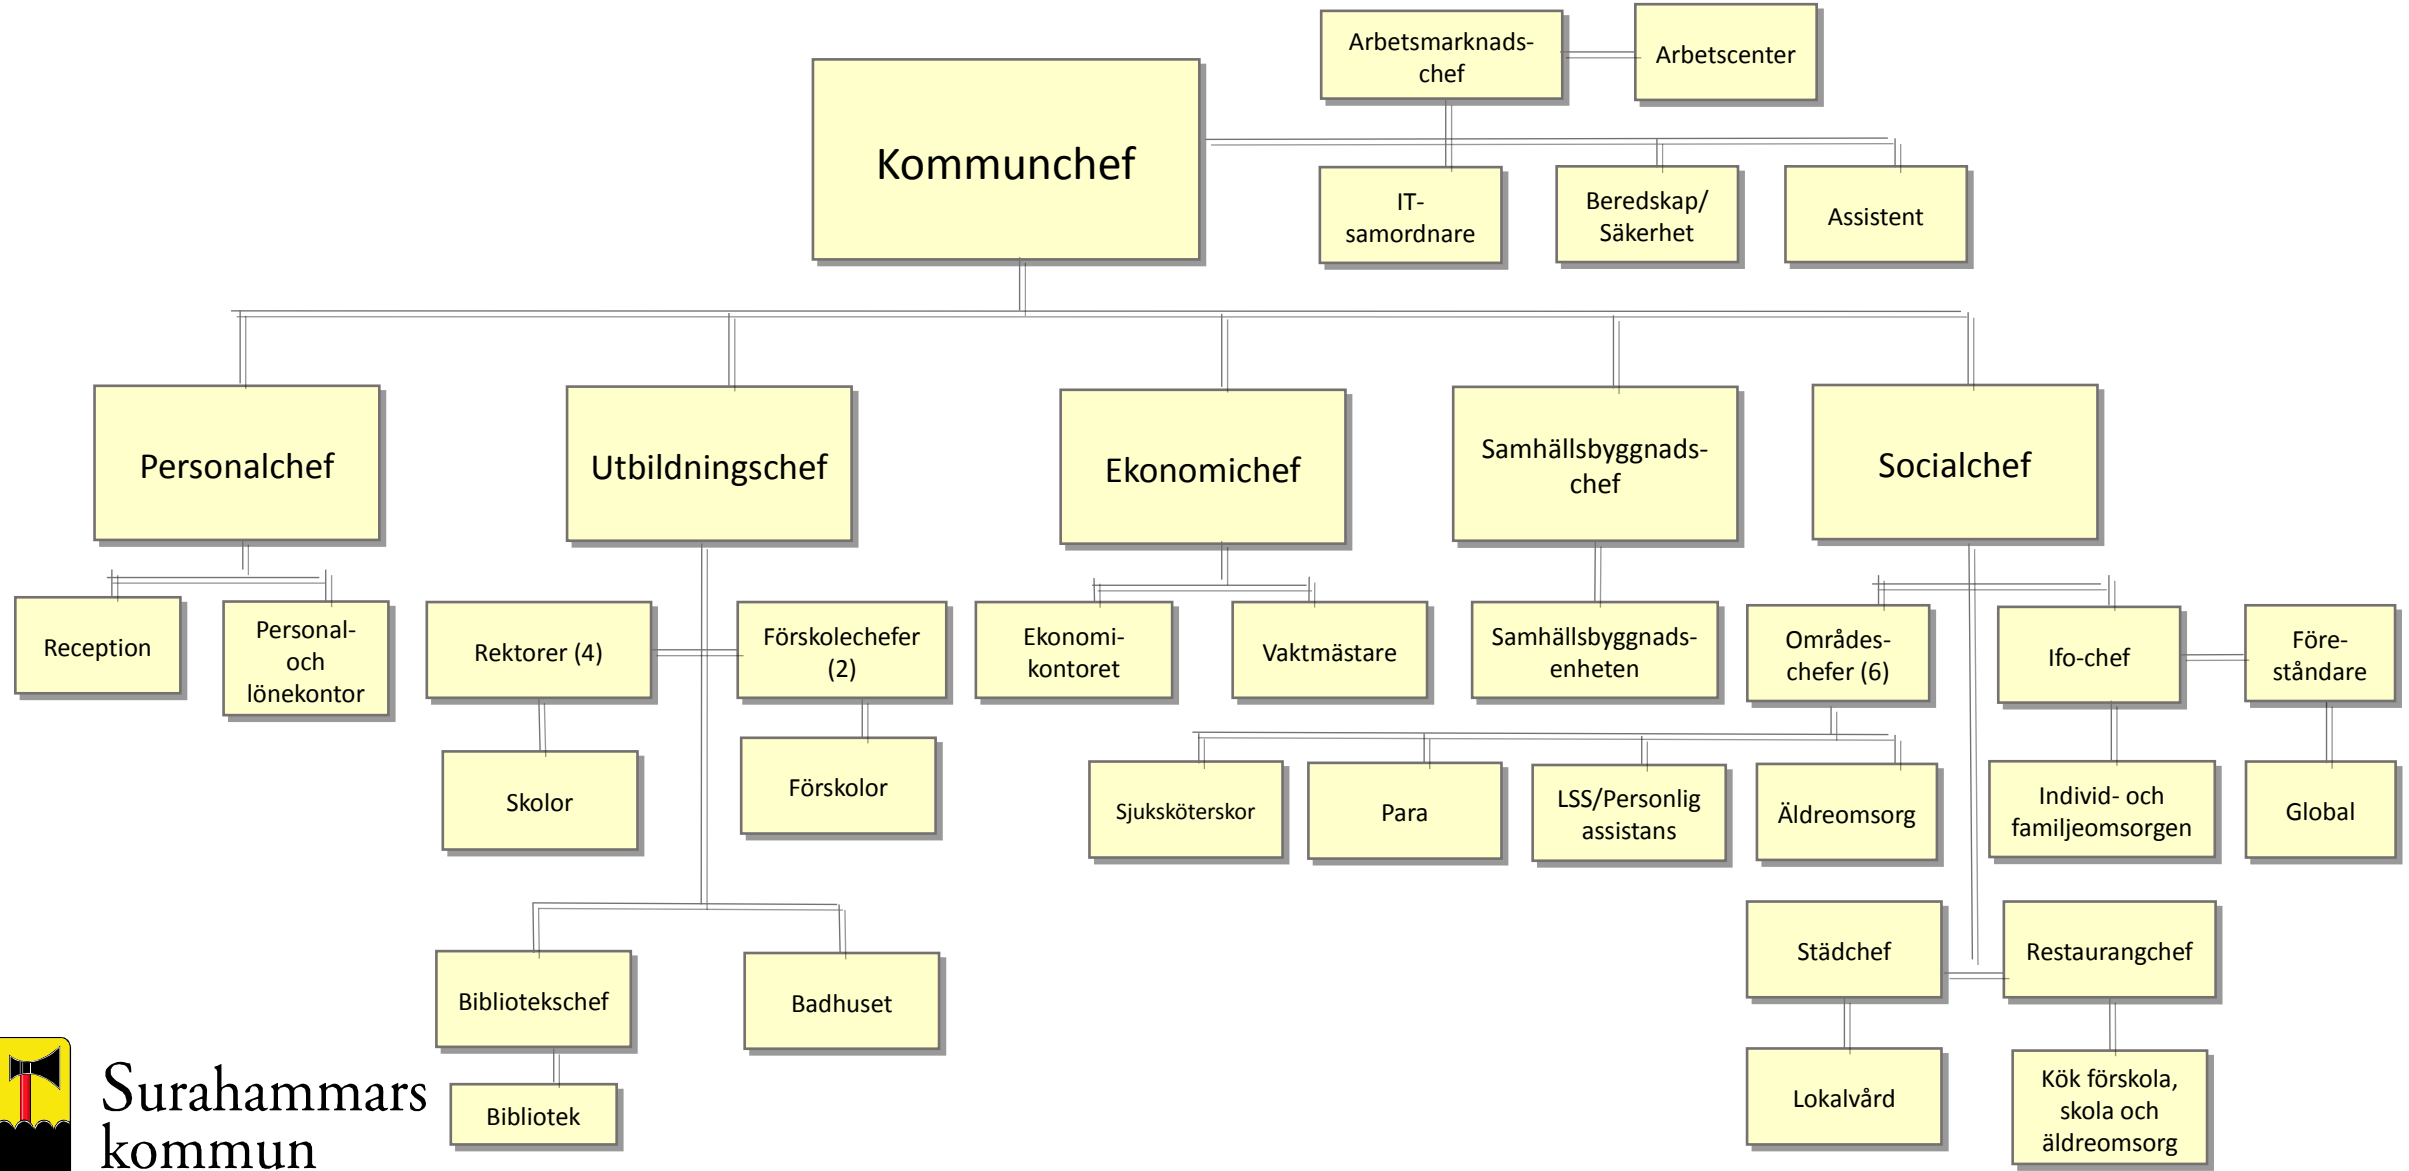 Arbetsmarknads-
chef
Arbetscenter
Kommunchef
IT-
samordnare
Beredskap/
Säkerhet
Assistent
Personalchef
Utbildningschef
Ekonomichef
Samhällsbyggnads-
chef
Socialchef
Reception
Personal-
och
lönekontor
Rektorer (4)
Förskolechefer
(2)
Ekonomi-
kontoret
Vaktmästare
Samhällsbyggnads-
enheten
Områdes-
chefer (6)
Ifo-chef
Före-
ståndare
Skolor
Förskolor
Sjuksköterskor
Para
LSS/Personlig
assistans
Äldreomsorg
Individ- och
familjeomsorgen
Global
Städchef
Restaurangchef
Bibliotekschef
Badhuset
Bibliotek
Lokalvård
Kök förskola,
skola och
äldreomsorg
Surahammars
kommun